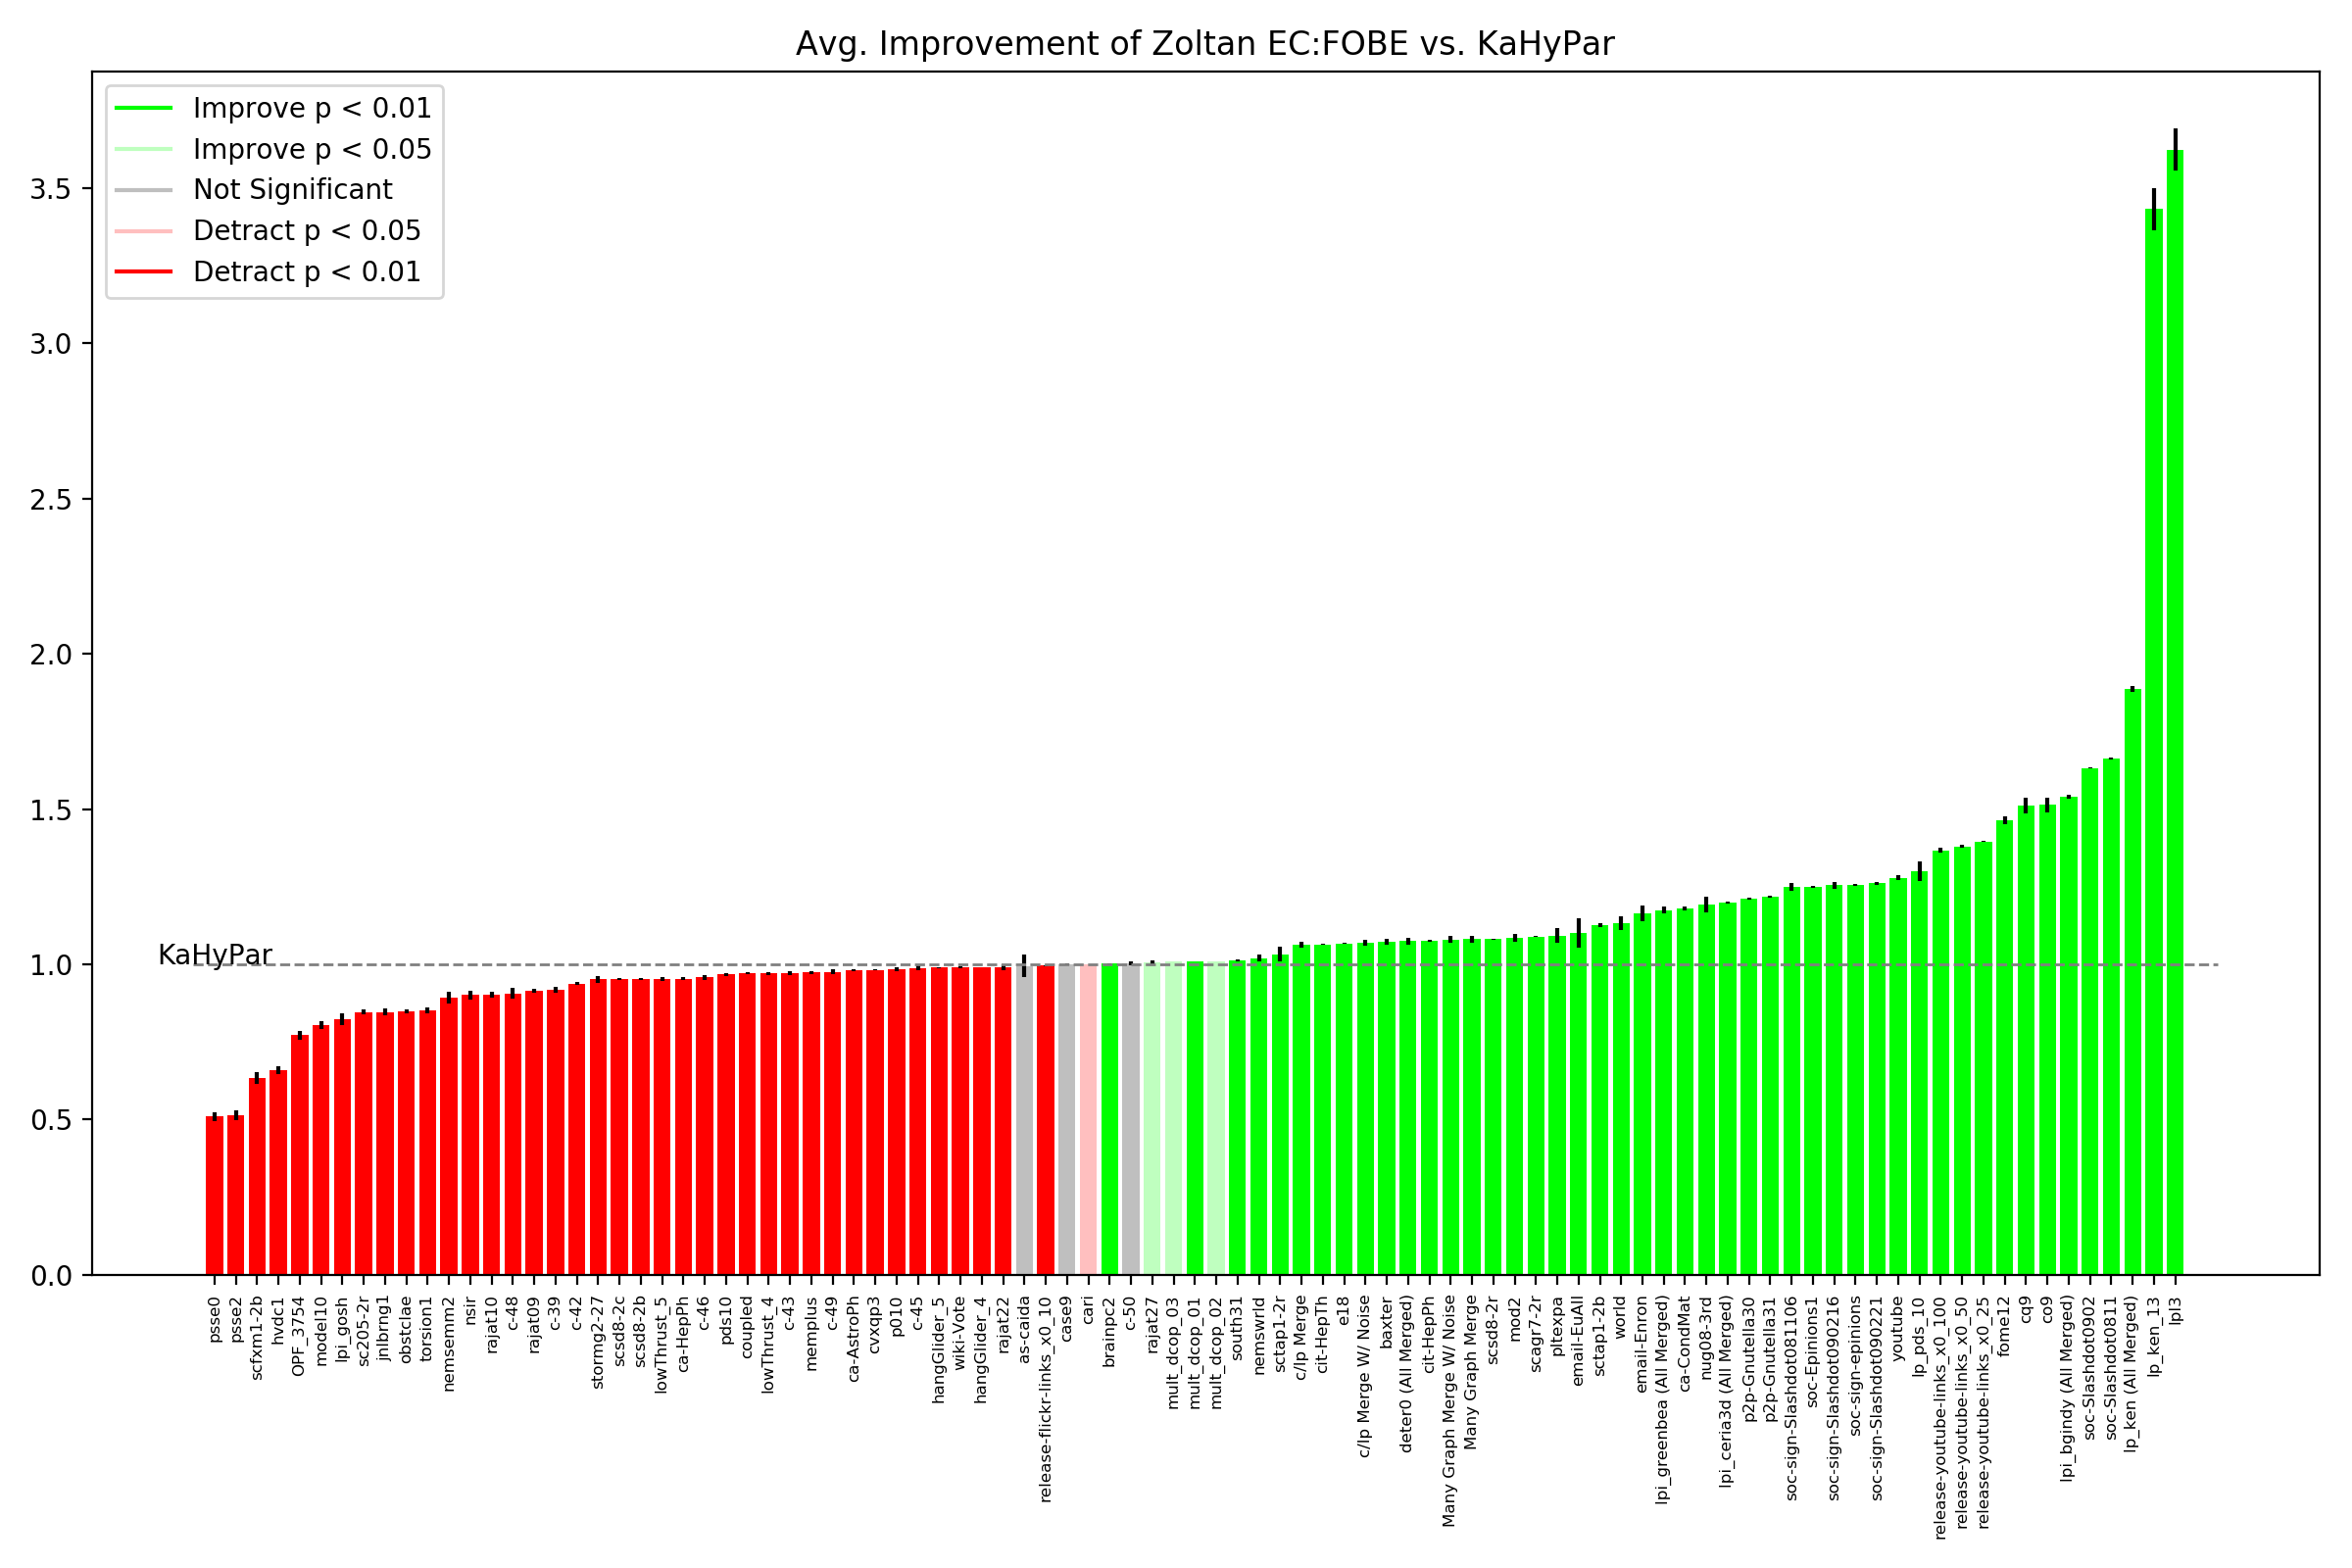 Avg. Improvement of Zoltan EC:FOBE vs. KaHyPar
Improve p < 0.01
Improve p < 0.05
Not Significant
Detract p < 0.05
Detract p < 0.01
3.5
3.0
2.5
2.0
1.5
1.0
0.5
0.0
KaHyPar
psse0
psse2
scfxm1-2b
hvdc1
OPF_3754
model10
lpi_gosh
sc205-2r
jnlbrng1
obstclae
torsion1
nemsemm2
nsir
rajat10
c-48
rajat09
c-39
c-42
stormg2-27
scsd8-2c
scsd8-2b
lowThrust_5
ca-HepPh
c-46
pds10
coupled
lowThrust_4
c-43
memplus
c-49
ca-AstroPh
cvxqp3
p010
c-45
hangGlider_5
wiki-Vote
hangGlider_4
rajat22
as-caida
release-flickr-links_x0_10
case9
cari
brainpc2
c-50
rajat27
mult_dcop_03
mult_dcop_01
mult_dcop_02
south31
nemswrld
sctap1-2r
c/lp Merge
cit-HepTh
e18
c/lp Merge W/ Noise
baxter
deter0 (All Merged)
cit-HepPh
Many Graph Merge W/ Noise
Many Graph Merge
scsd8-2r
mod2
scagr7-2r
pltexpa
email-EuAll
sctap1-2b
world
email-Enron
lpi_greenbea (All Merged)
ca-CondMat
nug08-3rd
lpi_ceria3d (All Merged)
p2p-Gnutella30
p2p-Gnutella31
soc-sign-Slashdot081106
soc-Epinions1
soc-sign-Slashdot090216
soc-sign-epinions
soc-sign-Slashdot090221
youtube
lp_pds_10
release-youtube-links_x0_100
release-youtube-links_x0_50
release-youtube-links_x0_25
fome12
cq9
co9
lpi_bgindy (All Merged)
soc-Slashdot0902
soc-Slashdot0811
lp_ken (All Merged)
lp_ken_13
lpl3